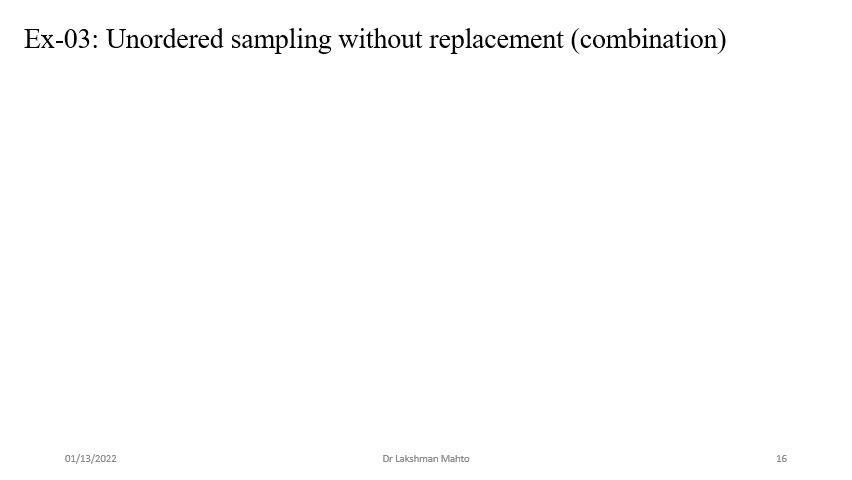 Ex-03: Unordered sampling without replacement (combination)
01/13/2022
Dr Lakshman Mahto
16